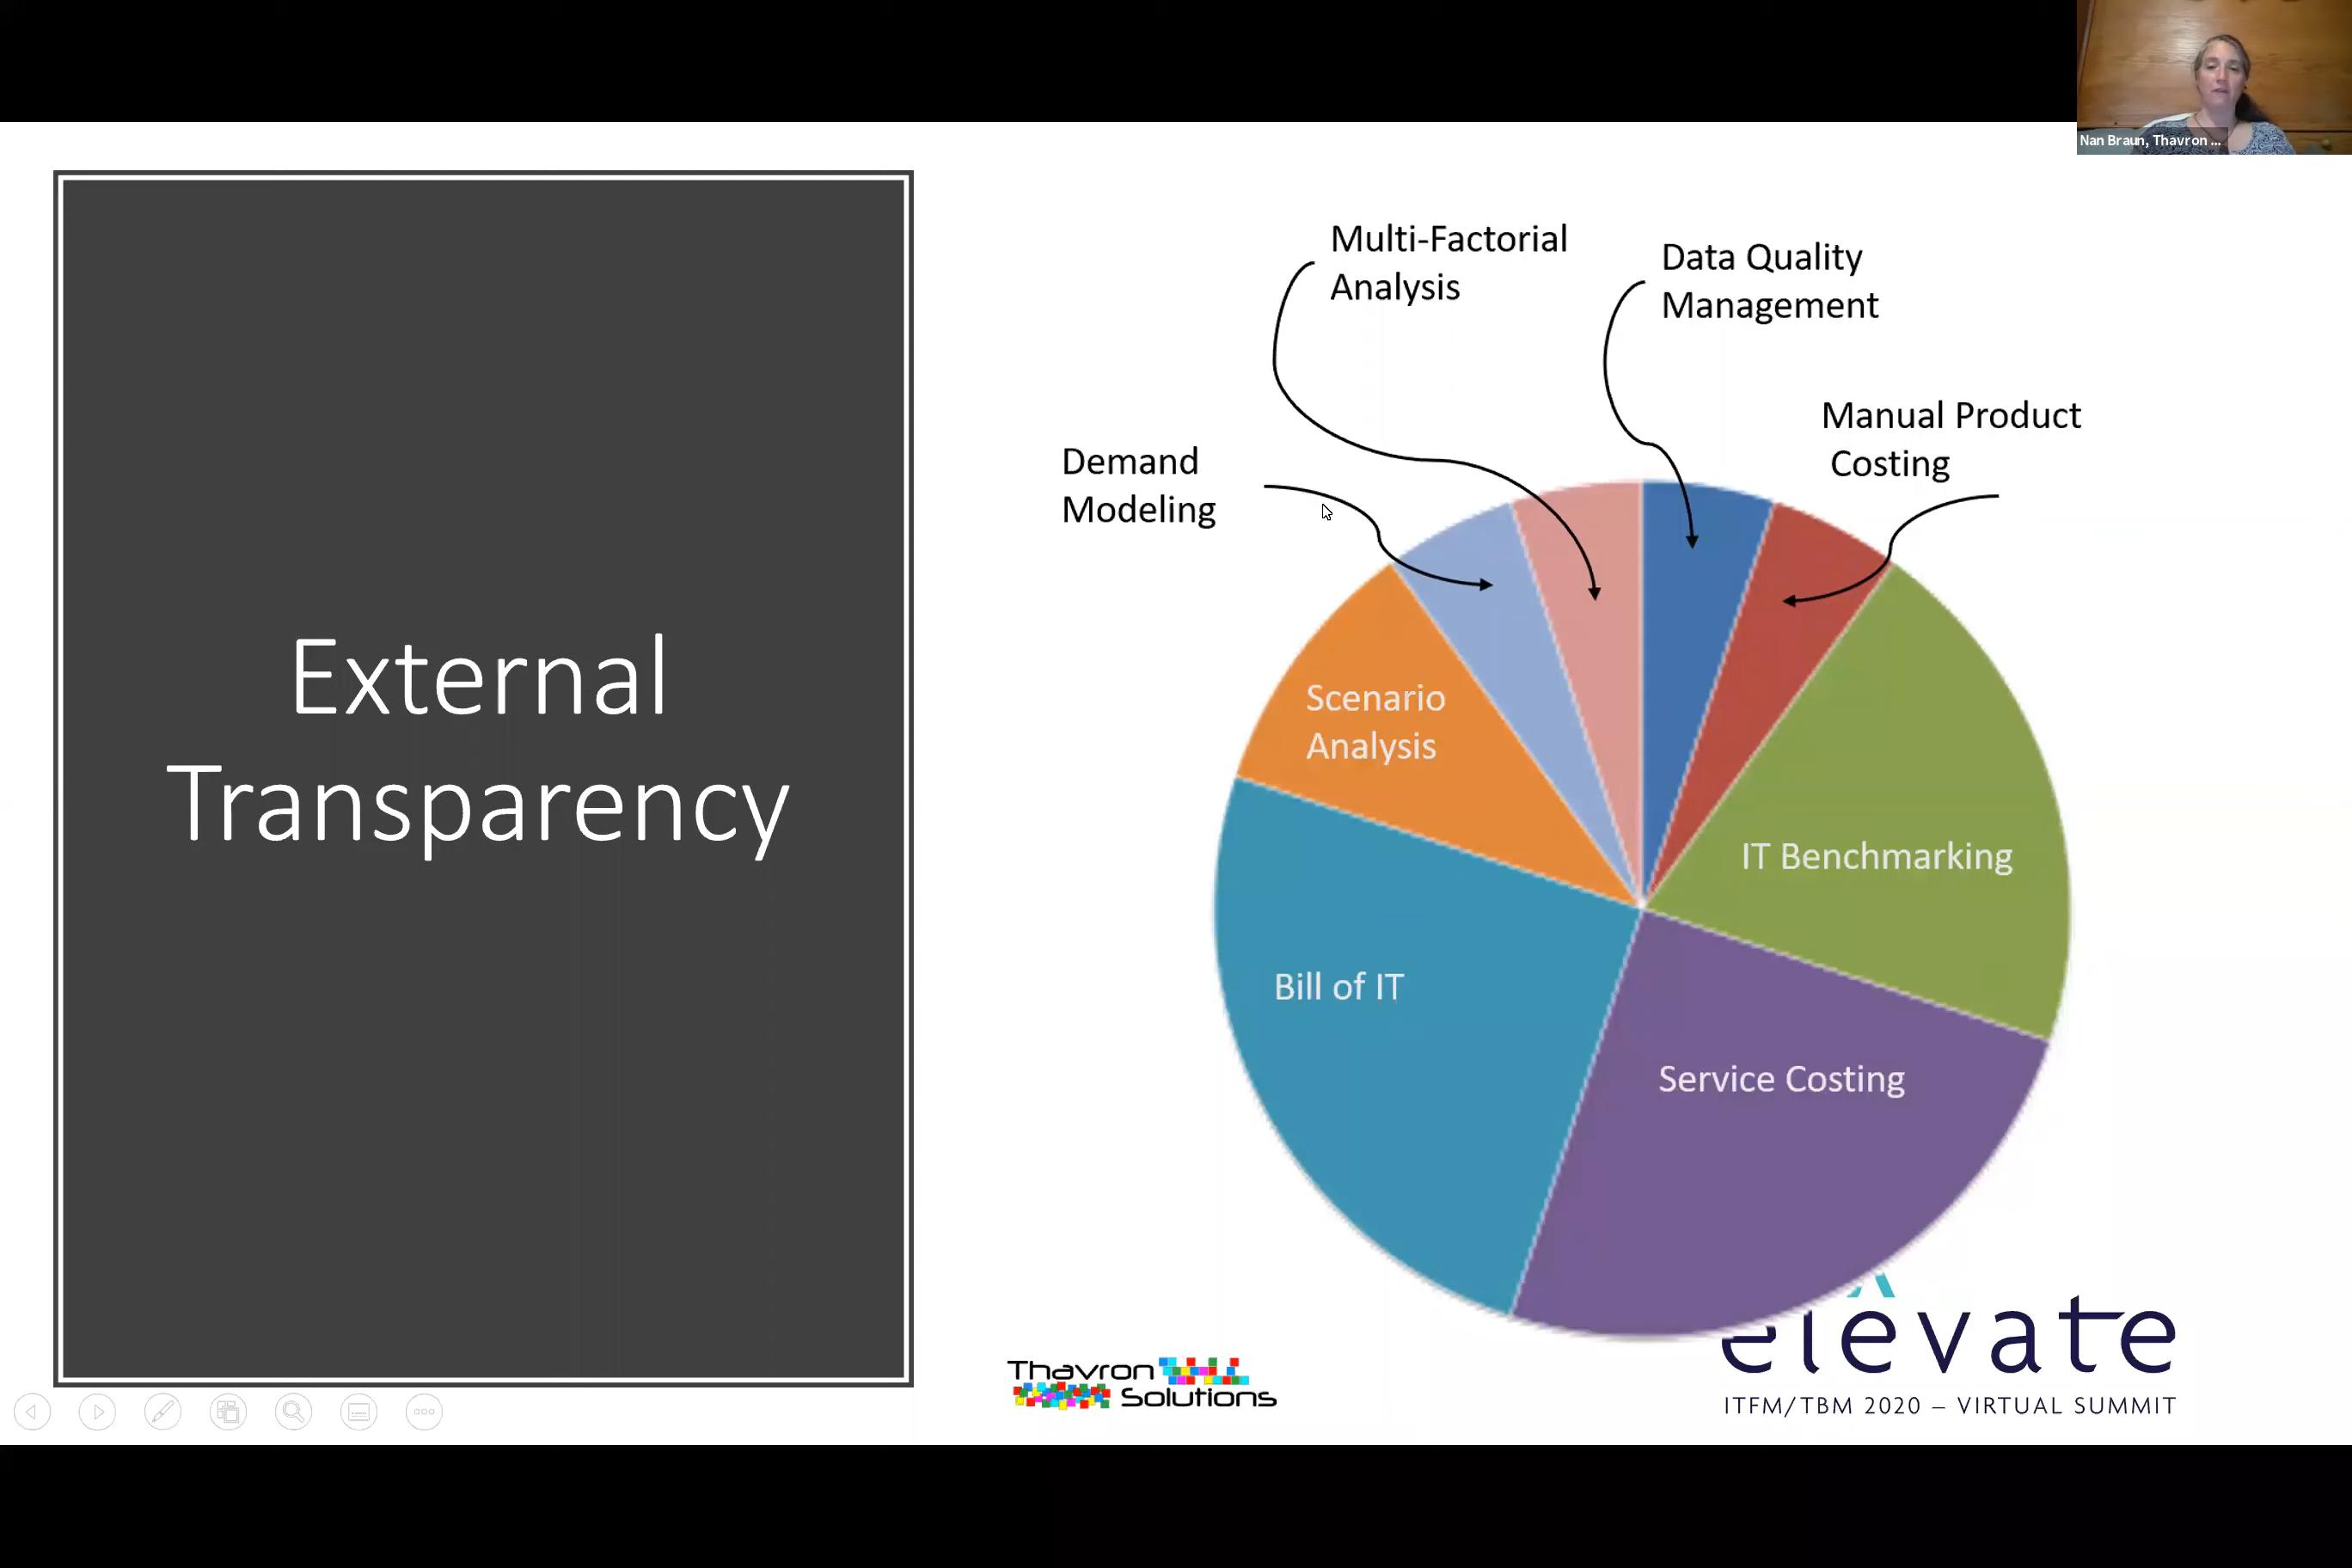 Nan Braun, Thavron ...
External
Transparency
Multi-Factorial
Analysis
Data Quality
Management
Manual Product
Costing
Demand
Modeling
Scenario
Analysis
IT Benchmarking
Bill of IT
Service Costing
Thavron
Solutions
elevate
ITFM/TBM 2020 – VIRTUAL SUMMIT